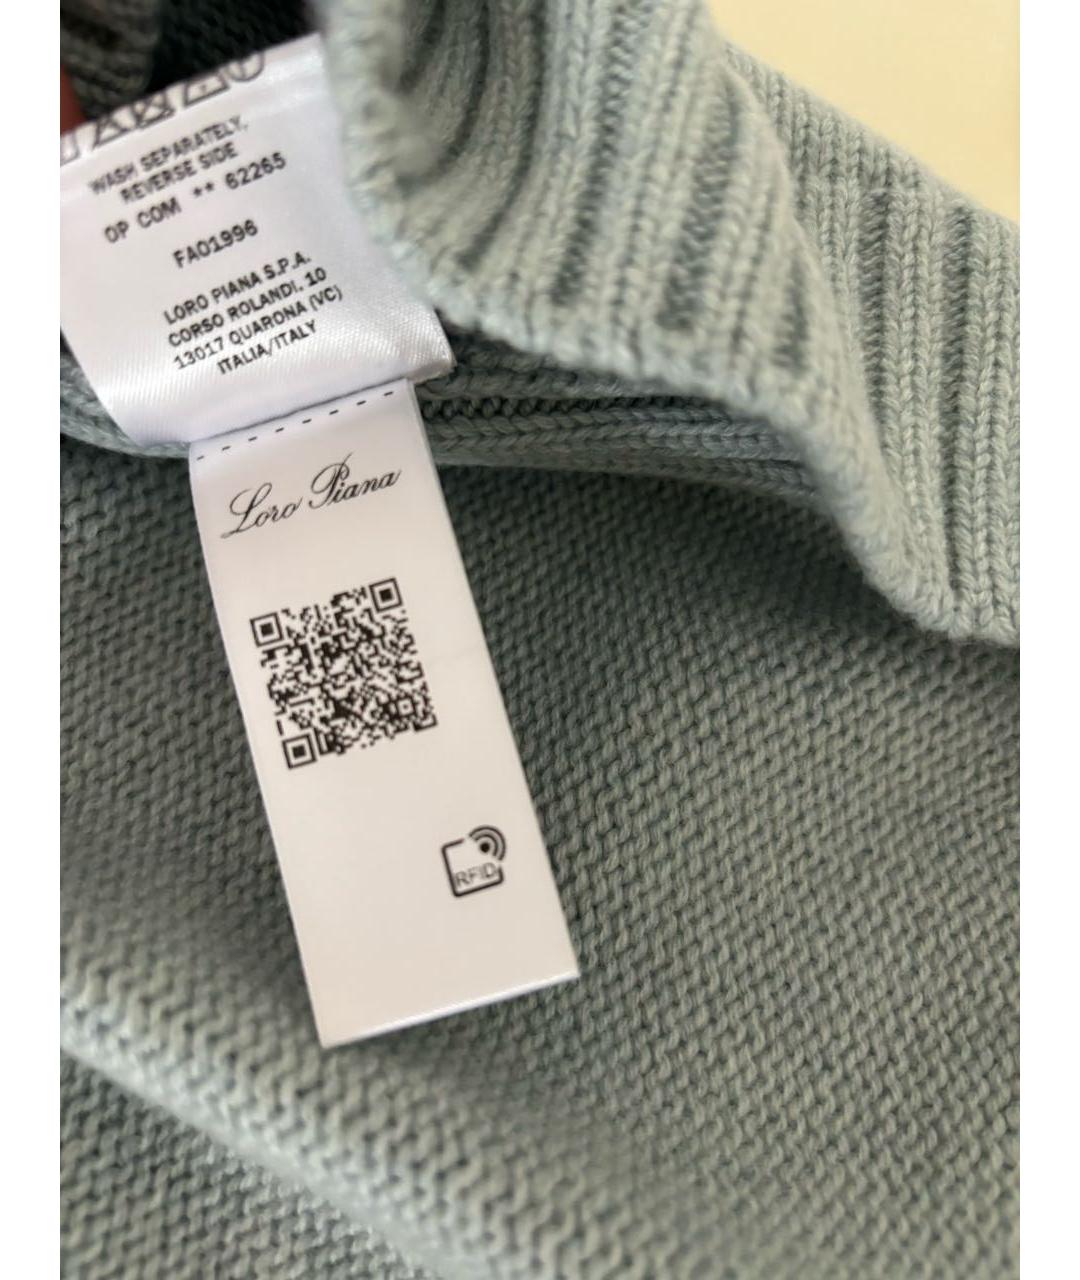 WASH SEPARATELY,
REVERSE SIDE
OP COM ** 62265
FAO1996
LORO PIANA S.P.A.
CORSO ROLANDI, 10
13017 QUARONA (VC)
ITALIA/ITALY
Loro Piana
RFID